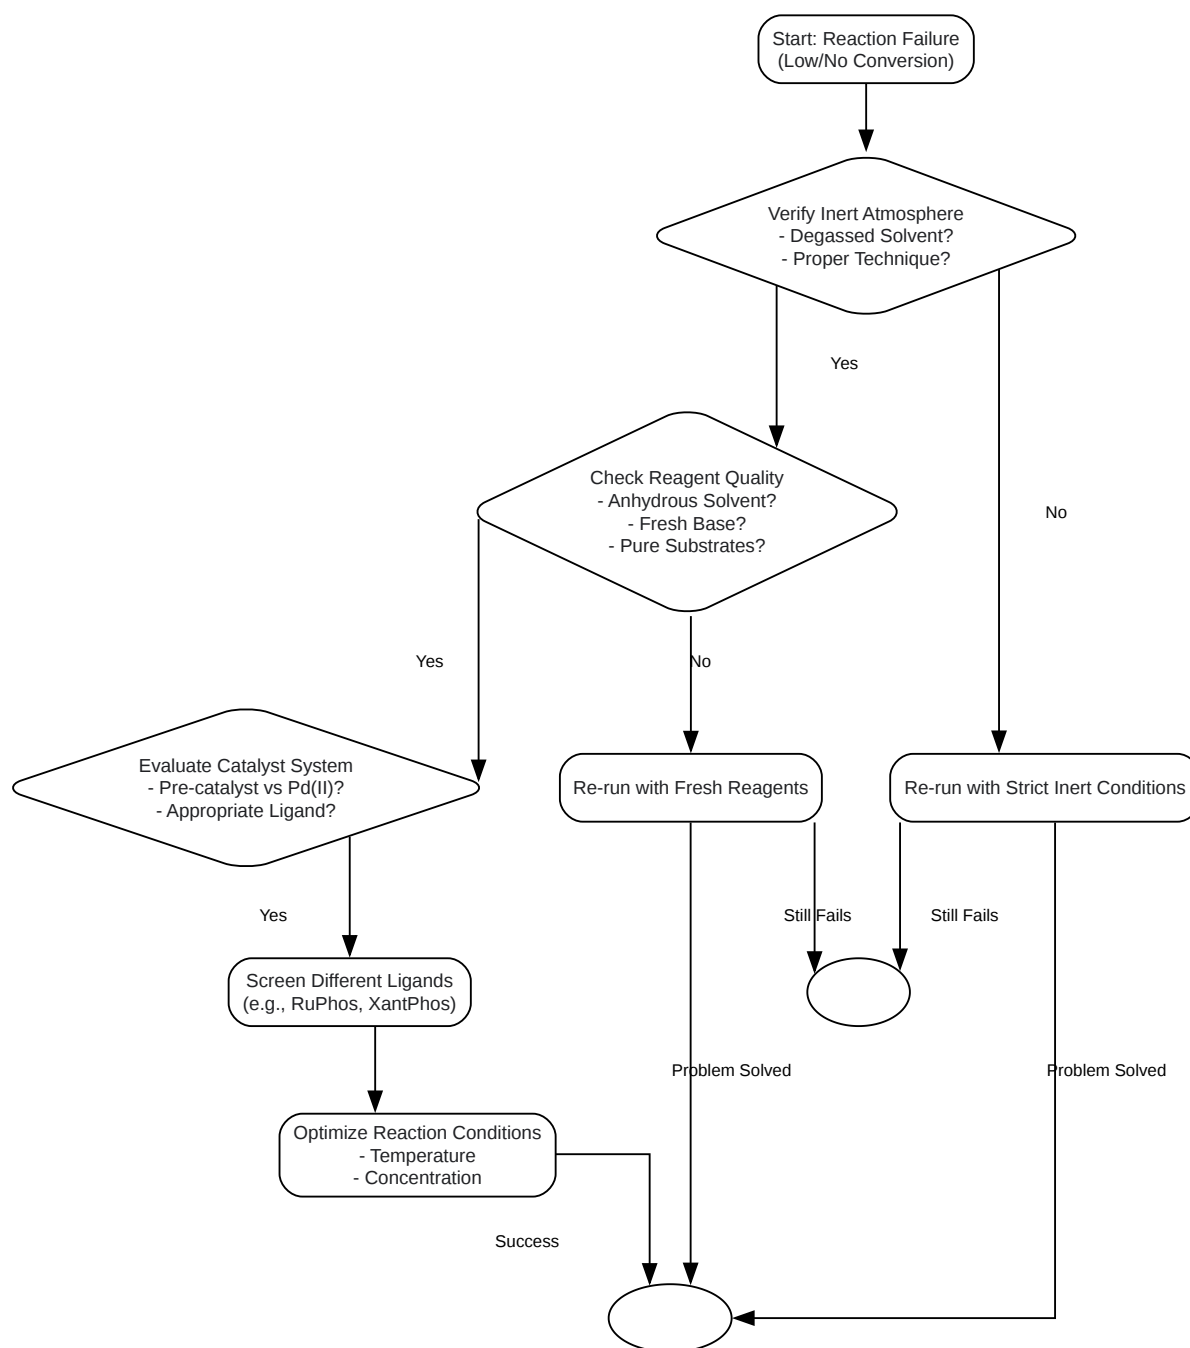 Start: Reaction Failure
(Low/No Conversion)
Verify Inert Atmosphere
- Degassed Solvent?
- Proper Technique?
Yes
Check Reagent Quality
- Anhydrous Solvent?
- Fresh Base?
- Pure Substrates?
No
Yes
No
Evaluate Catalyst System
- Pre-catalyst vs Pd(II)?
- Appropriate Ligand?
Re-run with Fresh Reagents
Re-run with Strict Inert Conditions
Yes
Still Fails
Still Fails
Screen Different Ligands
(e.g., RuPhos, XantPhos)
Problem Solved
Problem Solved
Optimize Reaction Conditions
- Temperature
- Concentration
Success